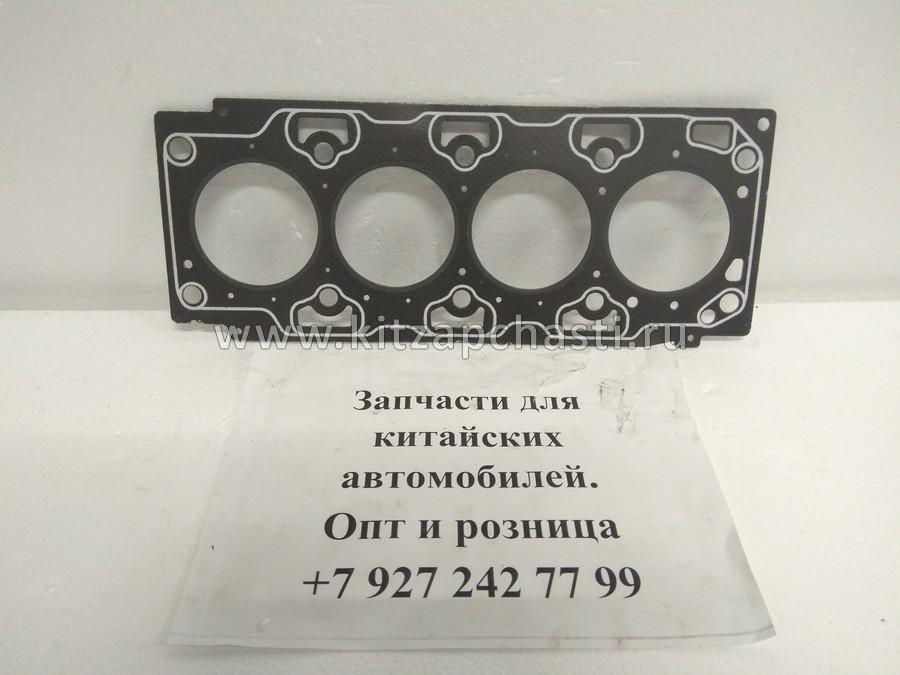 www.kitzapchasti.ru
Запчасти для
китайских
автомобилей.
Опт и розница
+7 927 242 77 99